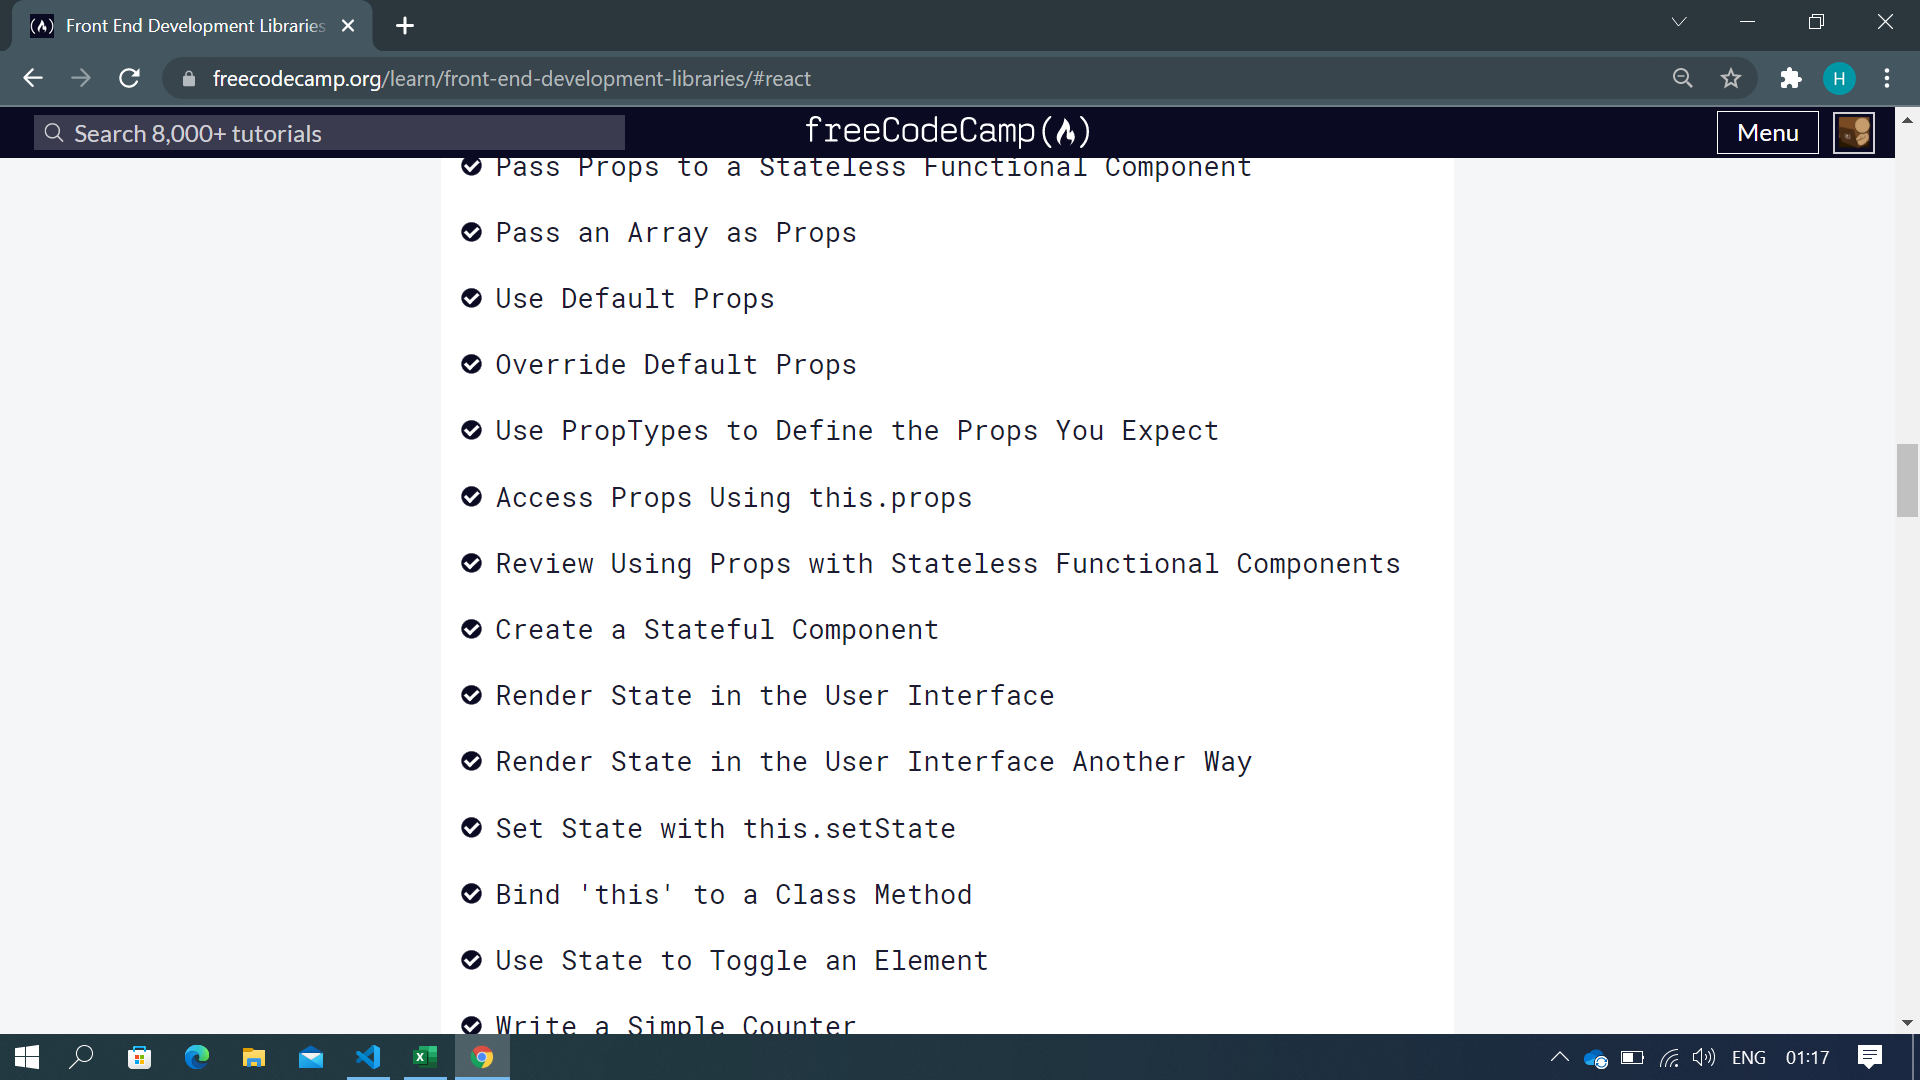 Front End Development Libraries
freecodecamp.org/learn/front-end-development-libraries/#react
H
Search 8,000+ tutorials
freeCodeCamp
Menu
Pass Props to a Stateless Functional Component
Pass an Array as Props
Use Default Props
Override Default Props
Use PropTypes to Define the Props You Expect
Access Props Using this.props
Review Using Props with Stateless Functional Components
Create a Stateful Component
Render State in the User Interface
Render State in the User Interface Another Way
Set State with this.setState
Bind 'this' to a Class Method
Use State to Toggle an Element
Write a Simple Counter
ENG
01:17